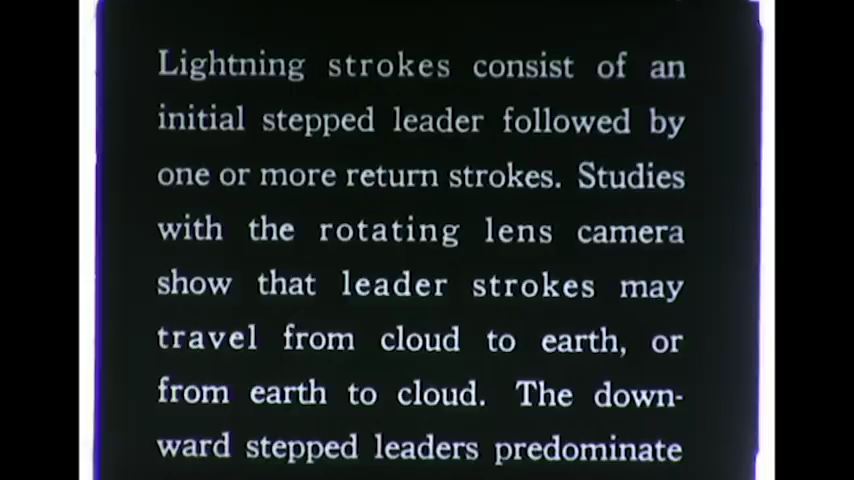 Lightning strokes consist of an
initial stepped leader followed by
one or more return strokes. Studies
with the rotating lens camera
show that leader strokes may
travel from cloud to earth, or
from earth to cloud. The down-
ward stepped leaders predominate